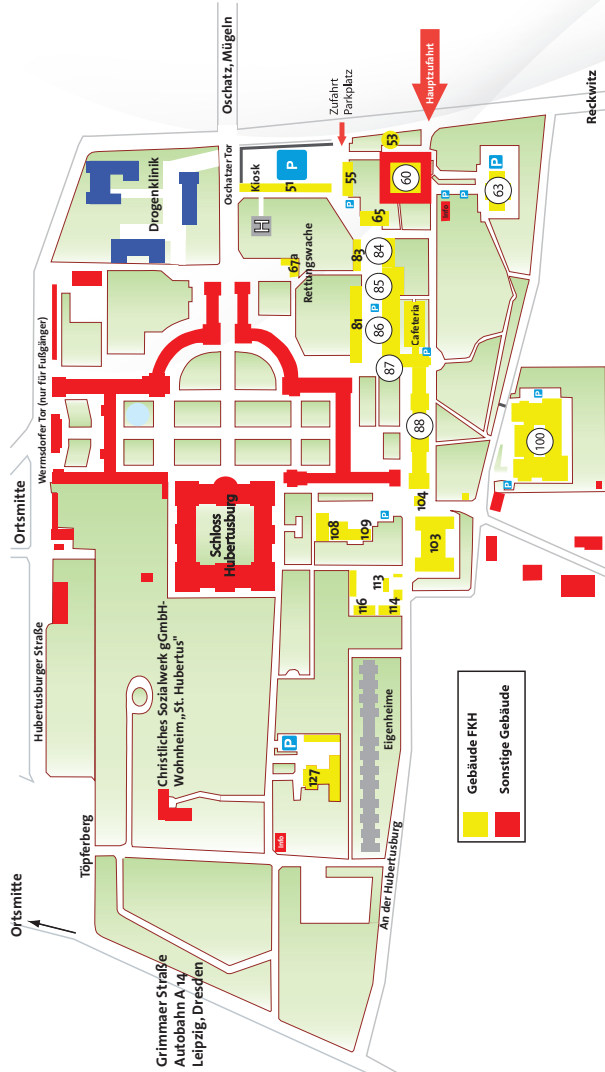 Ortsmitte
Grimmaer Straße
Autobahn A 14
Leipzig, Dresden
Töpferberg
Hubertusburger Straße
Ortsmitte
Wermsdorfer Tor (nur für Fußgänger)
Christliches Sozialwerk gGmbH-
Wohnheim „St. Hubertus"
Schloss
Hubertusburg
Drogenklinik
Oschatz, Mügeln
Oschatzer Tor
Kiosk
H
P
51
Zufahrt
Parkplatz
Hauptzufahrt
Reckwitz
53
55
P
60
65
Info
P
P
63
P
67a
Rettungswache
83
84
85
81
P
86
Cafeteria
87
P
88
100
P
P
104
103
108
109
P
113
116
114
127
P
Info
Eigenheime
An der Hubertusburg
Gebäude FKH
Sonstige Gebäude